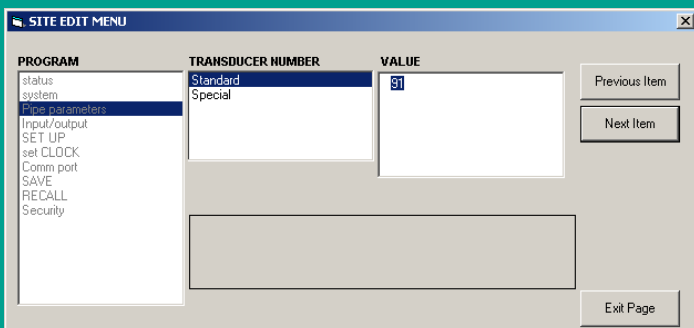 SITE EDIT MENU
PROGRAM
status
system
Pipe parameters
Input/output
SET UP
set CLOCK
Comm port
SAVE
RECALL
Security
TRANSDUCER NUMBER
Standard
Special
VALUE
91
Previous Item
Next Item
Exit Page